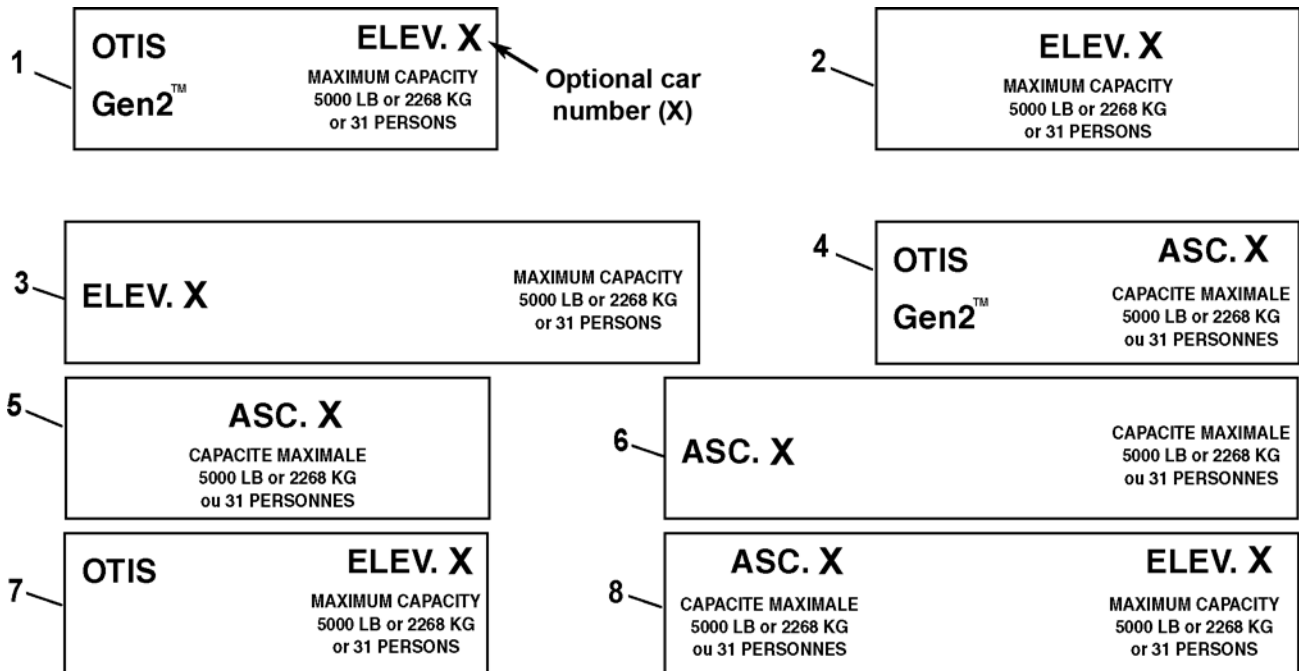 1
OTIS
Gen2™
ELEV. X
MAXIMUM CAPACITY
5000 LB or 2268 KG
or 31 PERSONS
Optional car
number (X)
2
ELEV. X
MAXIMUM CAPACITY
5000 LB or 2268 KG
or 31 PERSONS
3
ELEV. X
MAXIMUM CAPACITY
5000 LB or 2268 KG
or 31 PERSONS
4
OTIS
Gen2™
ASC. X
CAPACITE MAXIMALE
5000 LB or 2268 KG
ou 31 PERSONNES
5
ASC. X
CAPACITE MAXIMALE
5000 LB or 2268 KG
ou 31 PERSONNES
6
ASC. X
CAPACITE MAXIMALE
5000 LB or 2268 KG
ou 31 PERSONNES
7
OTIS
ELEV. X
MAXIMUM CAPACITY
5000 LB or 2268 KG
or 31 PERSONS
8
ASC. X
CAPACITE MAXIMALE
5000 LB or 2268 KG
ou 31 PERSONNES
ELEV. X
MAXIMUM CAPACITY
5000 LB or 2268 KG
or 31 PERSONS